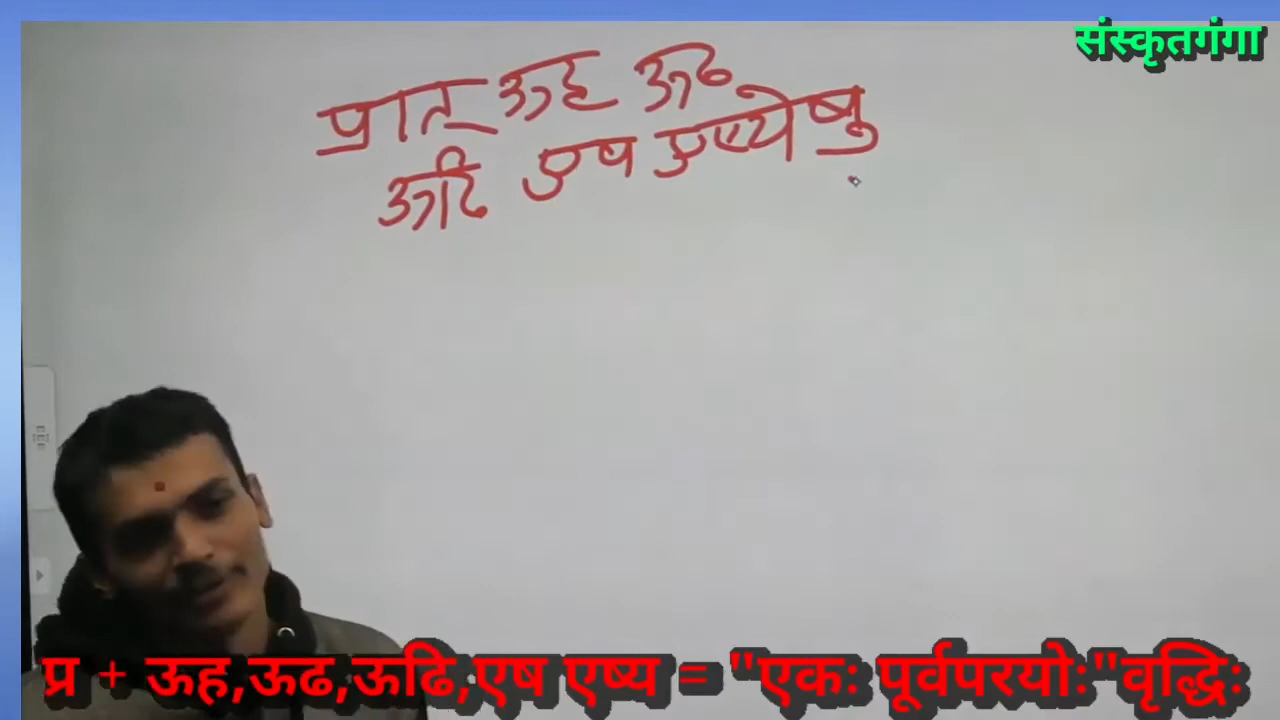 संस्कृतगंगा
प्रात् ऊह ऊढ
ऊढि एष एष्येषु
प्र + ऊह,ऊढ,ऊढि,एष एष्य = "एकः पूर्वपरयोः"वृद्धिः